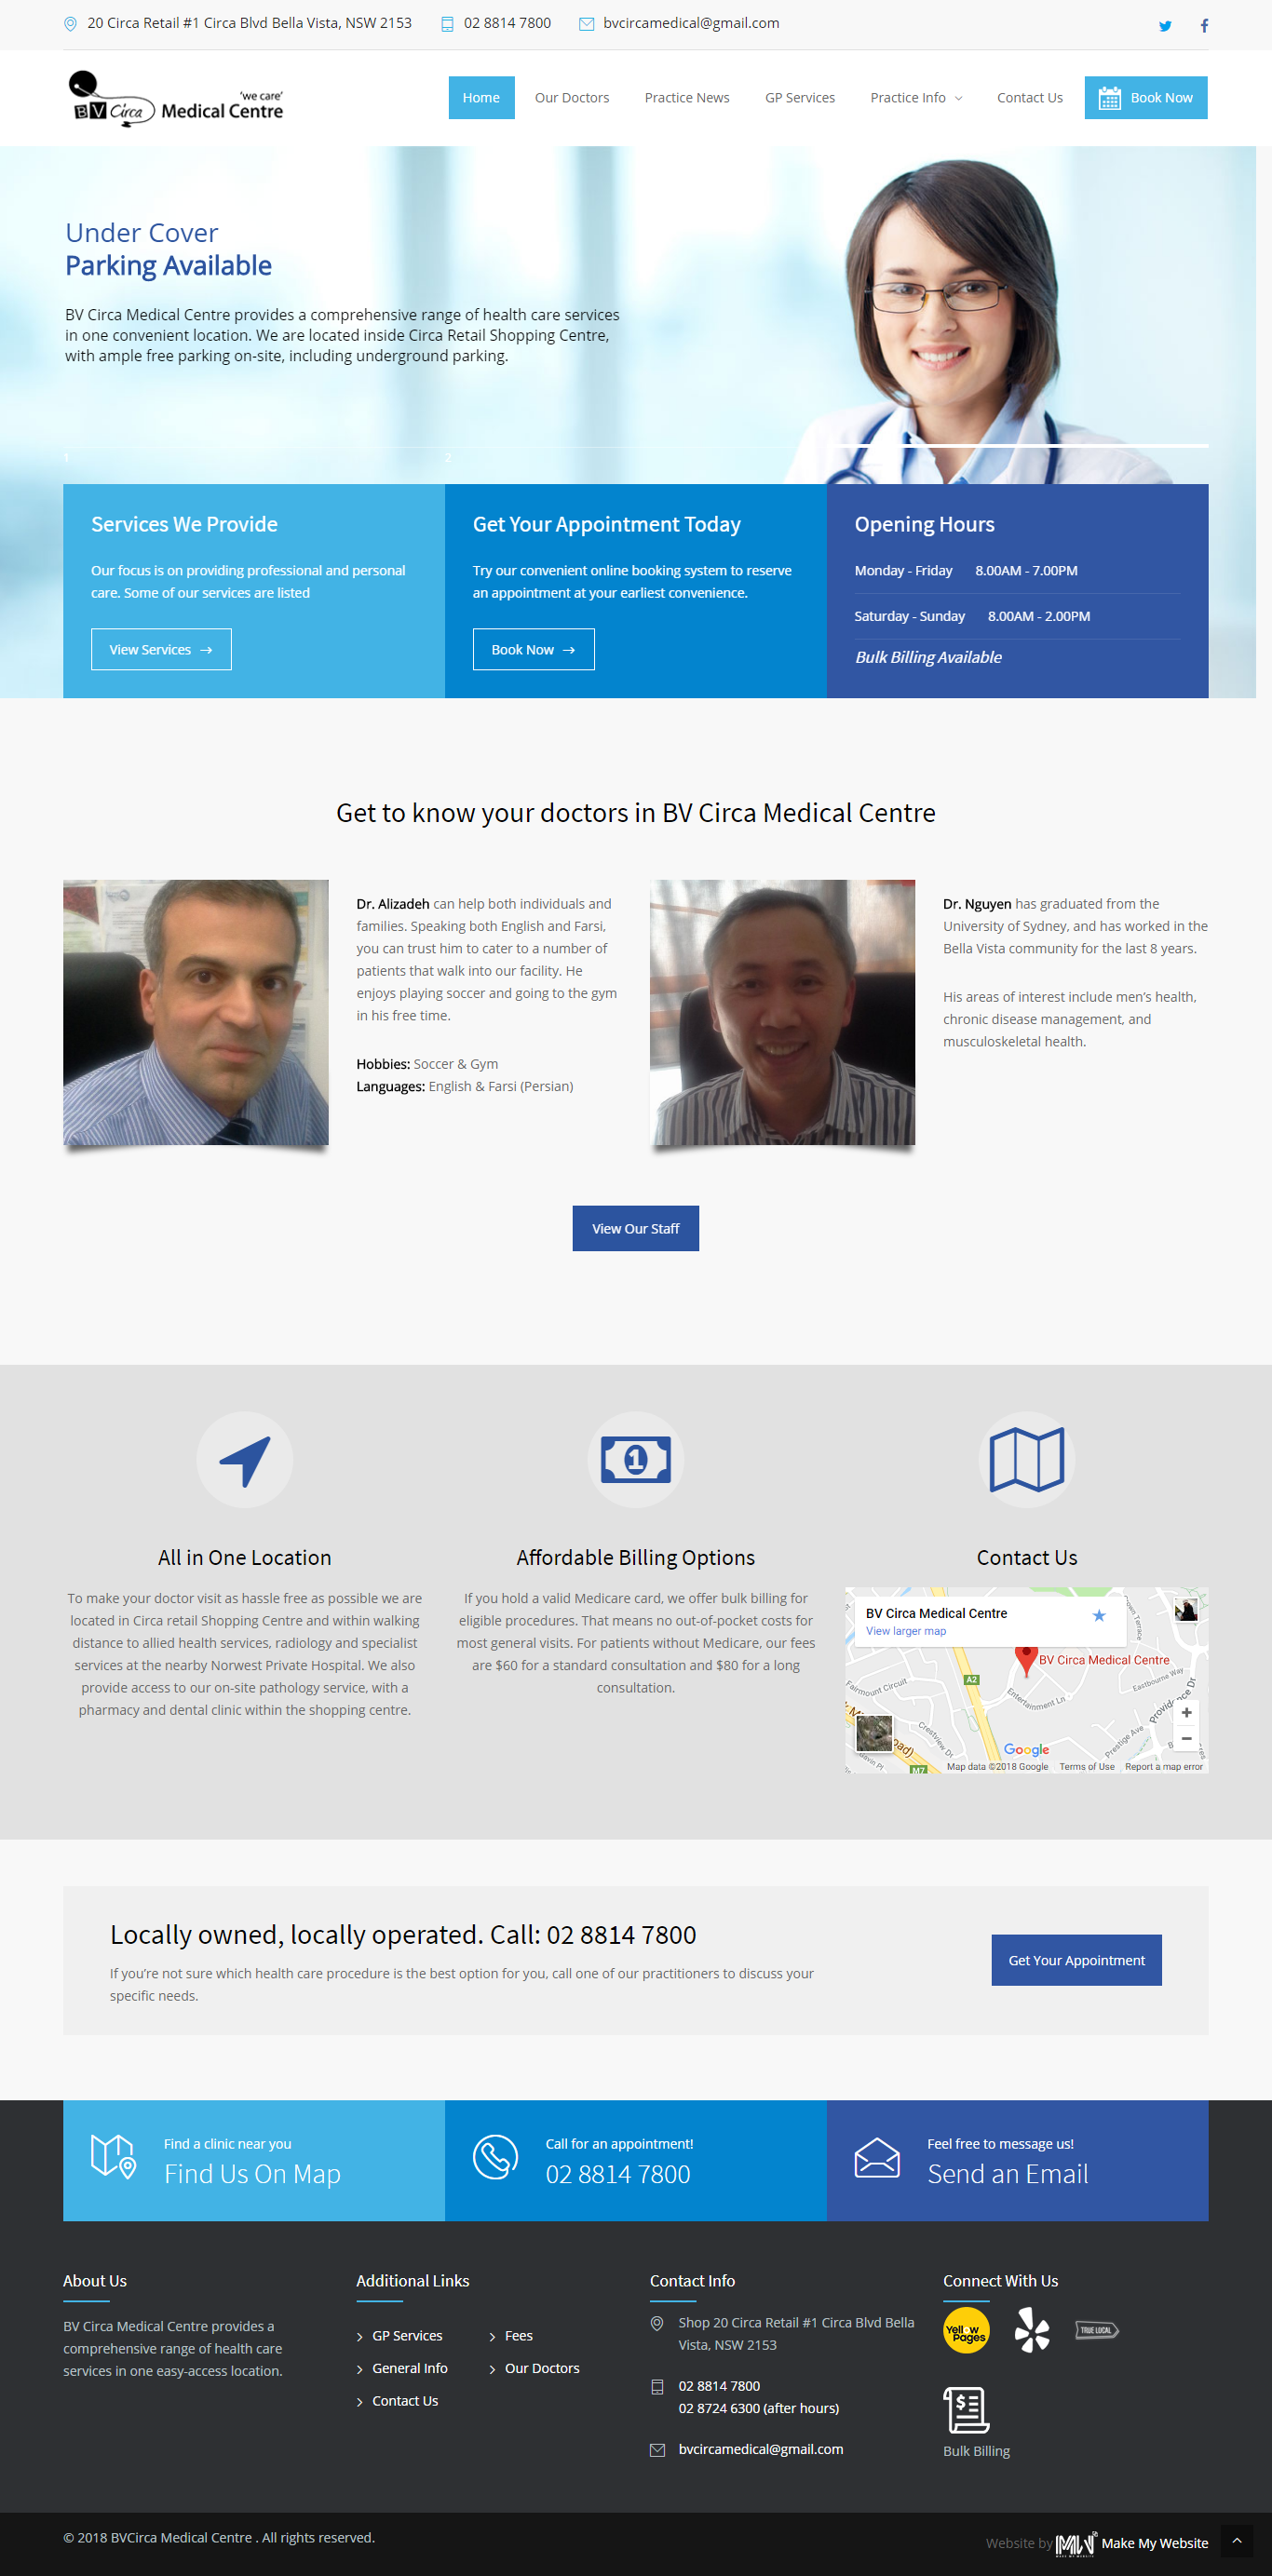 20 Circa Retail #1 Circa Blvd Bella Vista, NSW 2153
02 8814 7800
bvcircamedical@gmail.com
BV Circa Medical Centre
'we care'
Home
Our Doctors
Practice News
GP Services
Practice Info
Contact Us
Book Now
Under Cover
Parking Available
BV Circa Medical Centre provides a comprehensive range of health care services
in one convenient location. We are located inside Circa Retail Shopping Centre,
with ample free parking on-site, including underground parking.
1
2
Services We Provide
Our focus is on providing professional and personal
care. Some of our services are listed
View Services
Get Your Appointment Today
Try our convenient online booking system to reserve
an appointment at your earliest convenience.
Book Now
Opening Hours
Monday - Friday 8.00AM - 7.00PM
Saturday - Sunday 8.00AM - 2.00PM
Bulk Billing Available
Get to know your doctors in BV Circa Medical Centre
Dr. Alizadeh can help both individuals and
families. Speaking both English and Farsi,
you can trust him to cater to a number of
patients that walk into our facility. He
enjoys playing soccer and going to the gym
in his free time.
Hobbies: Soccer & Gym
Languages: English & Farsi (Persian)
Dr. Nguyen has graduated from the
University of Sydney, and has worked in the
Bella Vista community for the last 8 years.
His areas of interest include men's health,
chronic disease management, and
musculoskeletal health.
View Our Staff
1
All in One Location
To make your doctor visit as hassle free as possible we are
located in Circa retail Shopping Centre and within walking
distance to allied health services, radiology and specialist
services at the nearby Norwest Private Hospital. We also
provide access to our on-site pathology service, with a
pharmacy and dental clinic within the shopping centre.
Affordable Billing Options
If you hold a valid Medicare card, we offer bulk billing for
eligible procedures. That means no out-of-pocket costs for
most general visits. For patients without Medicare, our fees
are $60 for a standard consultation and $80 for a long
consultation.
Contact Us
BV Circa Medical Centre
View larger map
BV Circa Medical Centre
A2
Fairmount Circuit
Entertainment Ln
Eastbourne Way
Providence Dr
Prestige Ave
Crestview Dr
M7
Google
Map data ©2018 Google Terms of Use Report a map error
Locally owned, locally operated. Call: 02 8814 7800
If you're not sure which health care procedure is the best option for you, call one of our practitioners to discuss your
specific needs.
Get Your Appointment
Find a clinic near you
Find Us On Map
Call for an appointment!
02 8814 7800
Feel free to message us!
Send an Email
About Us
BV Circa Medical Centre provides a
comprehensive range of health care
services in one easy-access location.
Additional Links
GP Services
Fees
General Info
Our Doctors
Contact Us
Contact Info
Shop 20 Circa Retail #1 Circa Blvd Bella
Vista, NSW 2153
02 8814 7800
02 8724 6300 (after hours)
bvcircamedical@gmail.com
Connect With Us
Yellow
Pages
TRUE LOCAL
Bulk Billing
© 2018 BVCirca Medical Centre . All rights reserved.
Website by MMW Make My Website